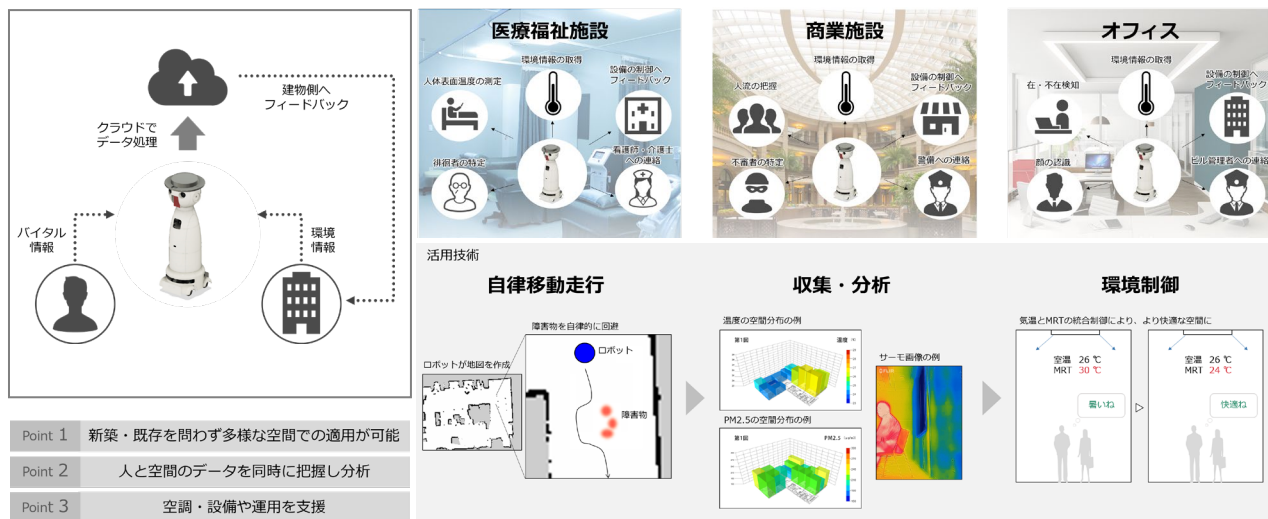 建物側へ
フィードバック
クラウドで
データ処理
バイタル
情報
環境
情報
Point 1 新築・既存を問わず多様な空間での適用が可能
Point 2 人と空間のデータを同時に把握し分析
Point 3 空調・設備や運用を支援
医療福祉施設
環境情報の取得
人体表面温度の測定
設備の制御へ
フィードバック
徘徊者の特定
看護師・介護士
への連絡
商業施設
環境情報の取得
人流の把握
設備の制御へ
フィードバック
不審者の特定
警備への連絡
オフィス
環境情報の取得
在・不在検知
設備の制御へ
フィードバック
顔の認識
ビル管理者への連絡
活用技術
自律移動走行
障害物を自律的に回避
ロボットが地図を作成
ロボット
障害物
収集・分析
温度の空間分布の例
第1回 温度
サーモ画像の例
PM2.5の空間分布の例
第1回 PM2.5
環境制御
気温とMRTの統合制御により、より快適な空間に
室温 26 ℃
MRT 30 ℃
暑いね
室温 26 ℃
MRT 24 ℃
快適ね